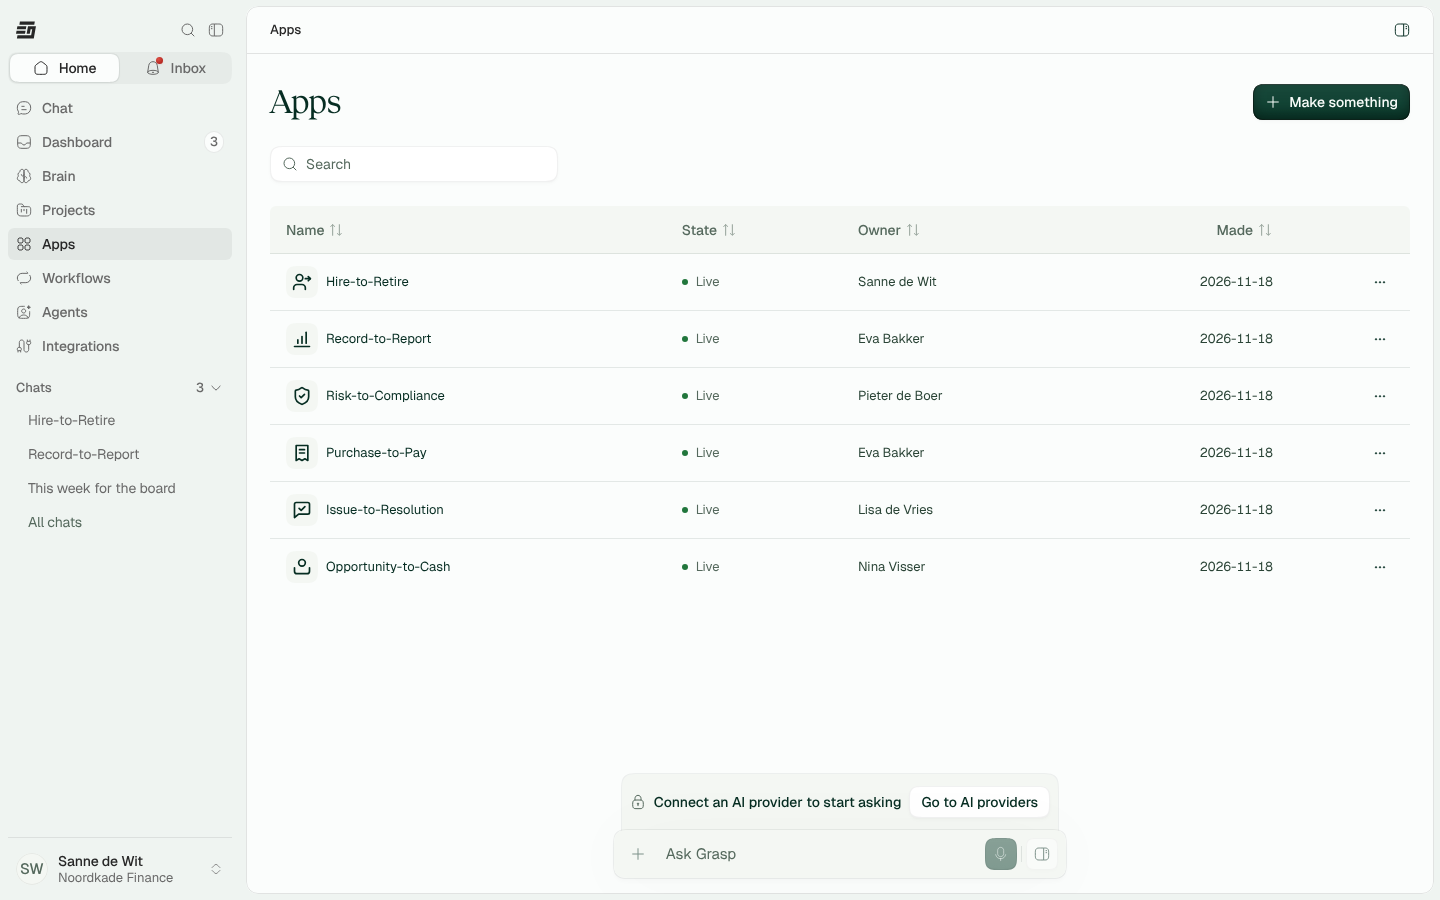 Apps
Home
Inbox
Chat
Dashboard 3
Brain
Projects
Apps
Workflows
Agents
Integrations
Chats 3
Hire-to-Retire
Record-to-Report
This week for the board
All chats
Sanne de Wit
SW
Noordkade Finance
Apps
Make something
Search
Name State Owner Made
Hire-to-Retire Live Sanne de Wit 2026-11-18
Record-to-Report Live Eva Bakker 2026-11-18
Risk-to-Compliance Live Pieter de Boer 2026-11-18
Purchase-to-Pay Live Eva Bakker 2026-11-18
Issue-to-Resolution Live Lisa de Vries 2026-11-18
Opportunity-to-Cash Live Nina Visser 2026-11-18
Connect an AI provider to start asking Go to AI providers
Ask Grasp